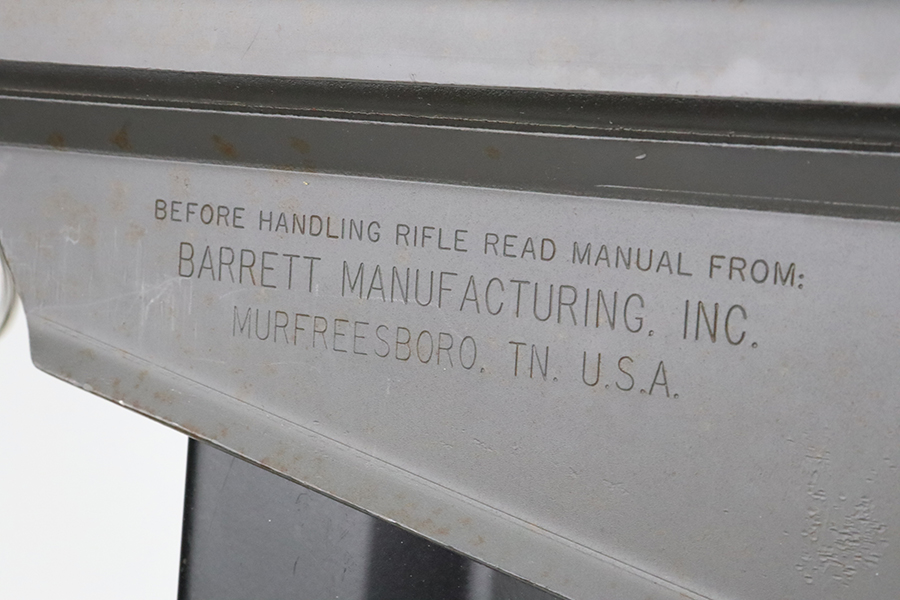 BEFORE HANDLING RIFLE READ MANUAL FROM:
BARRETT MANUFACTURING, INC.
MURFREESBORO, TN. U.S.A.